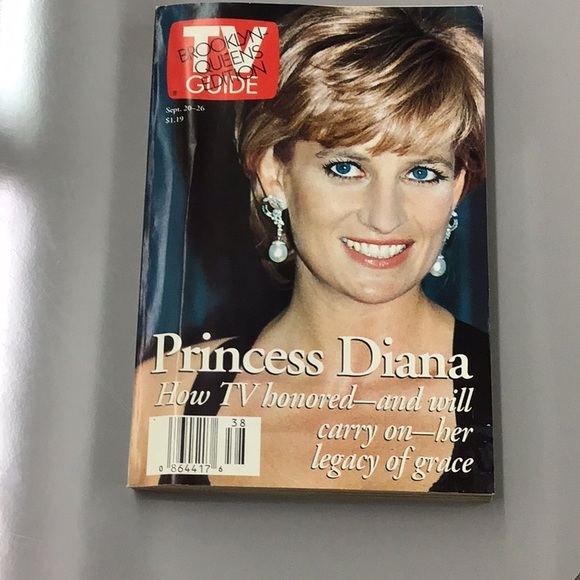 TV
GUIDE
BROOKLYN-
QUEENS
EDITION
Sept. 20–26
$1.19
Princess Diana
How TV honored—and will
carry on—her
legacy of grace
38
0 864417 6